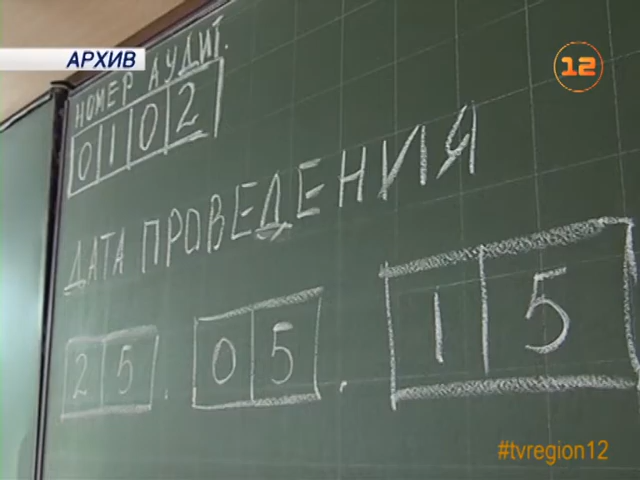 АРХИВ
12
НОМЕР АУДИТ.
0102
ДАТА ПРОВЕДЕНИЯ
25.05.15
#tvregion12